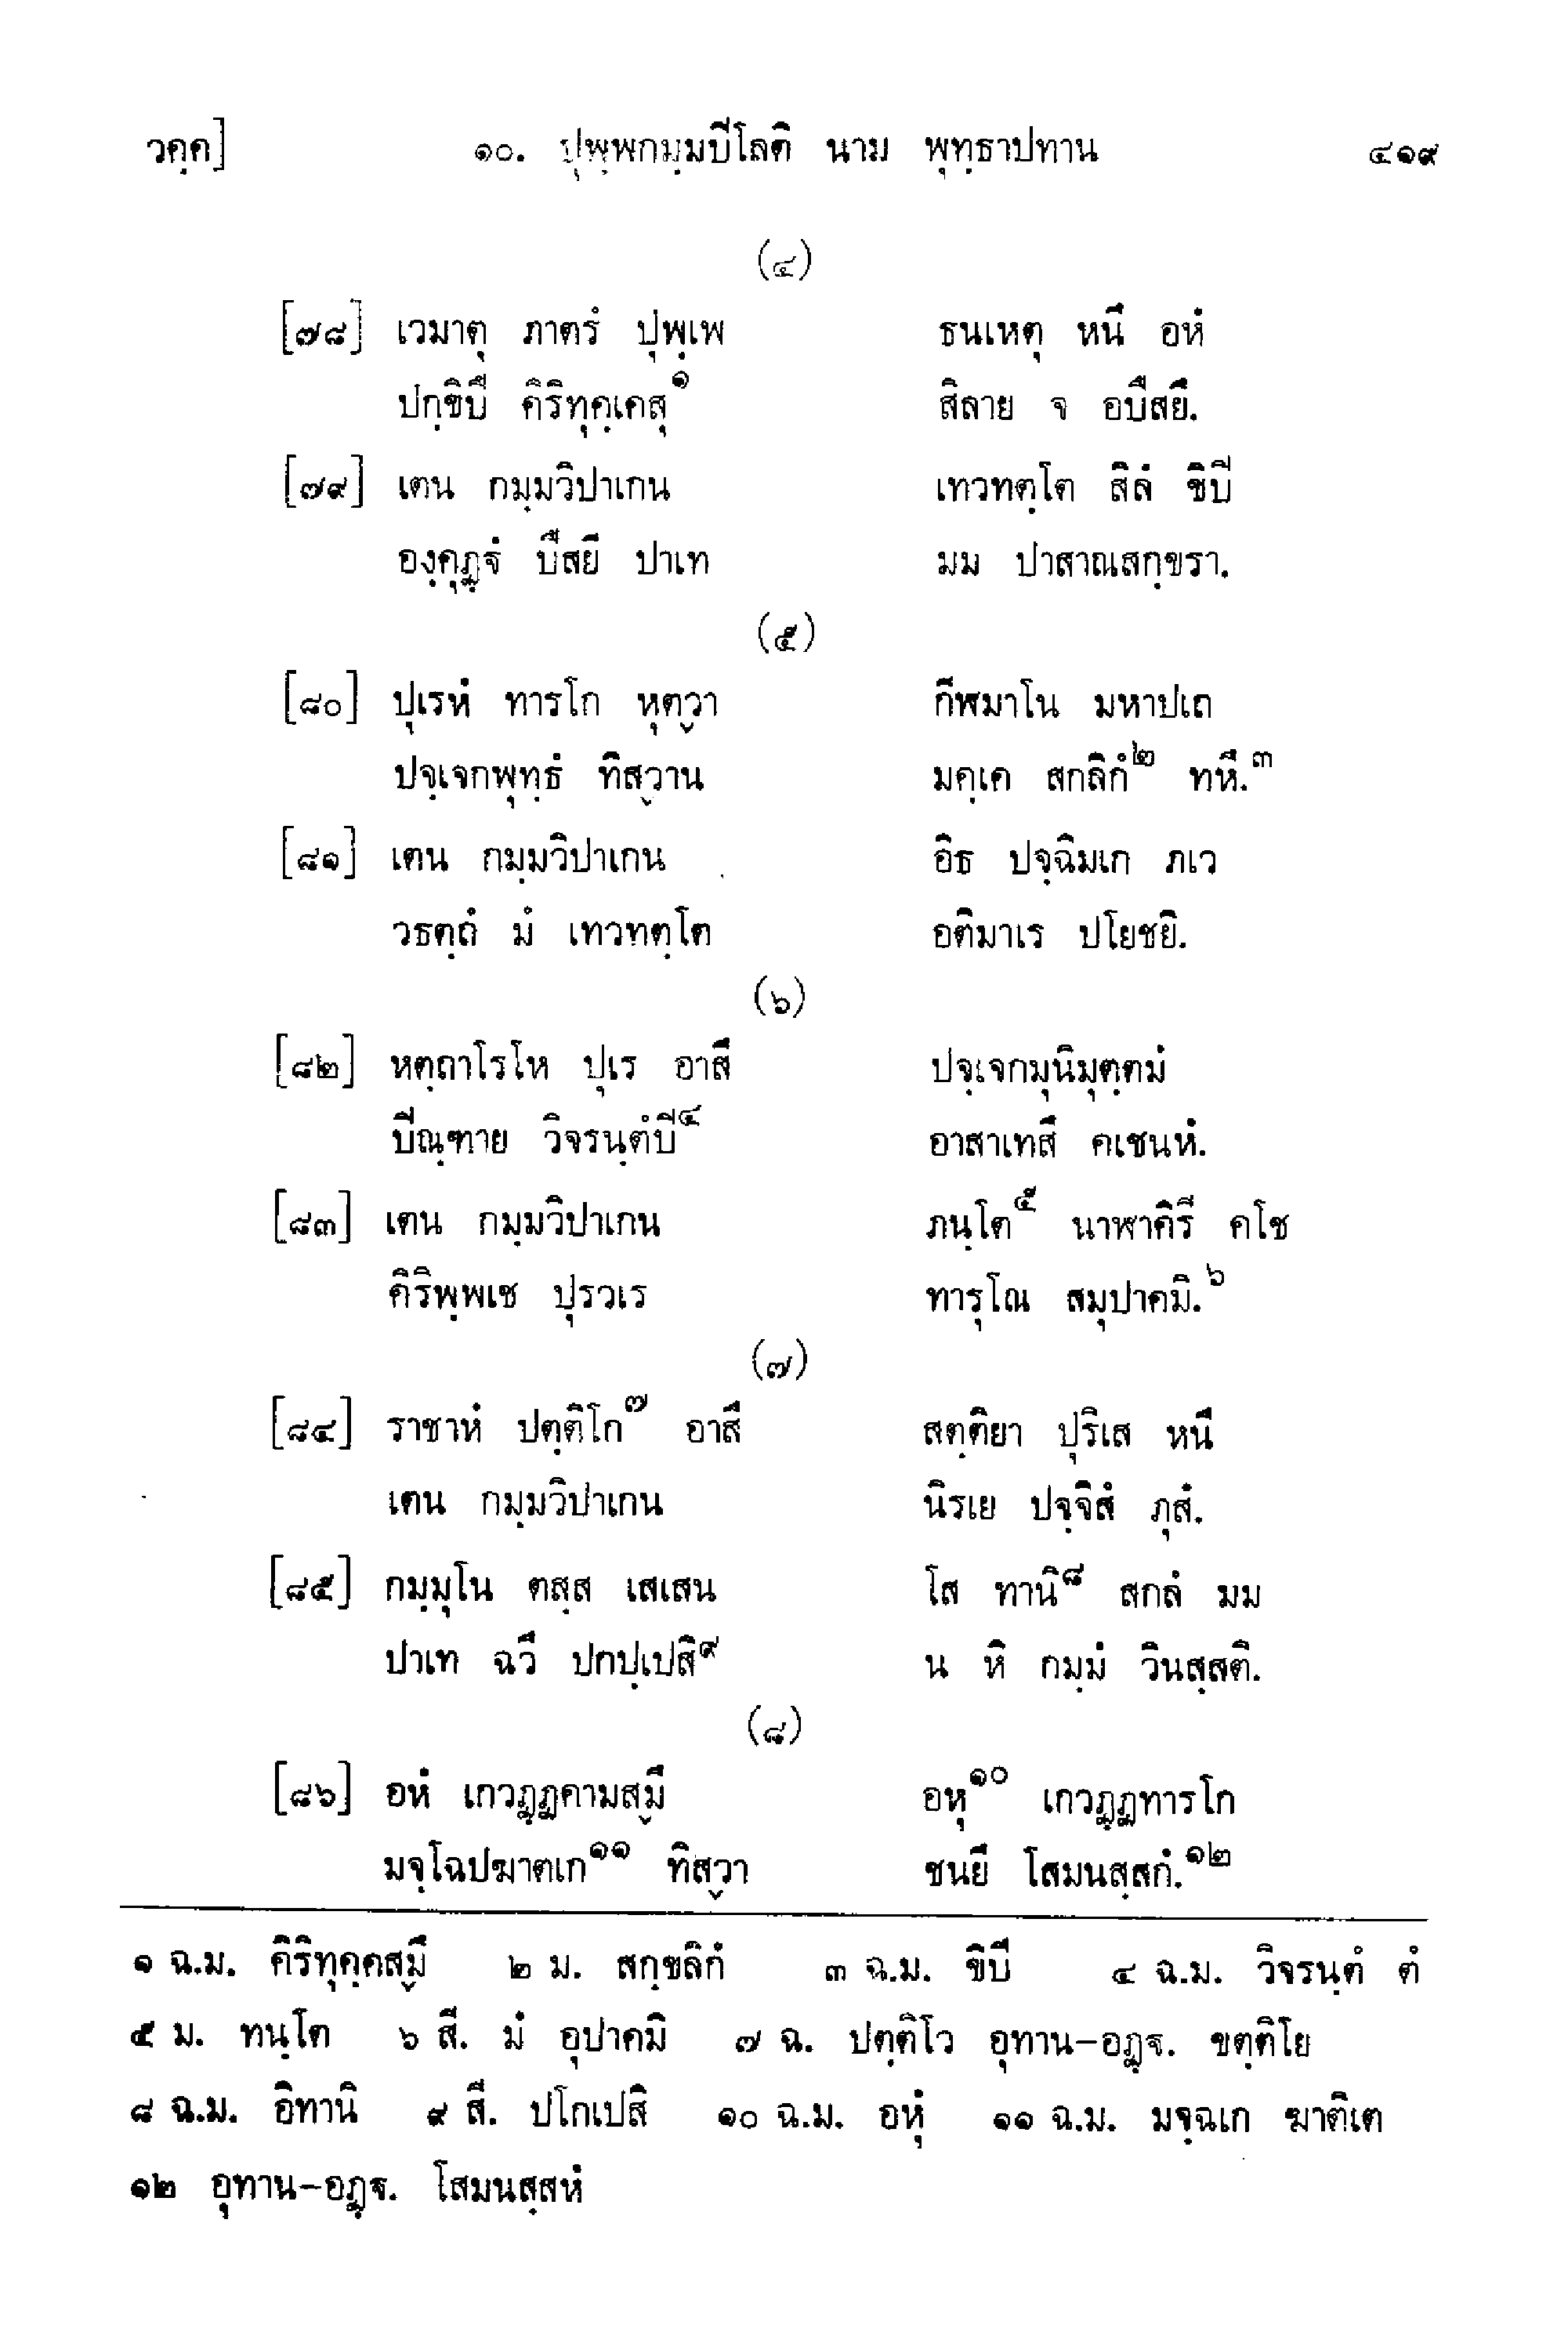 วคฺค] ๑๐. ปุพฺพกมฺมปิโลติ นาม พุทฺธาปทาน ๔๑๙
(๔)
[๗๘] เวมาตุ ภาตรํ ปุพฺเพ ธนเหตุ หนึ อหํ
ปกฺขิปึ คิริทุคฺเคสุ๑ สิลาย จ อปึสยึ.
[๗๙] เตน กมฺมวิปาเกน เทวทตฺโต สิลํ ขิปิ
องฺคุฏฺฐํ ปึสยี ปาเท มม ปาสาณสกฺขรา.
(๕)
[๘๐] ปุเรหํ ทารโก หุตฺวา กีฬมาโน มหาปเถ
ปจฺเจกพุทฺธํ ทิสฺวาน มคฺเค สกลิกํ๒ ทหึ.๓
[๘๑] เตน กมฺมวิปาเกน อิธ ปจฺฉิมเก ภเว
วธตฺถํ มํ เทวทตฺโต อติมาเร ปโยชยิ.
(๖)
[๘๒] หตฺถาโรโห ปุเร อาสึ ปจฺเจกมุนิมุตฺตมํ
ปิณฺฑาย วิจรนฺตํปิ๔ อาสาเทสึ คเชนหํ.
[๘๓] เตน กมฺมวิปาเกน ภนฺโต๕ นาฬาคิรี คโช
คิริพฺพเช ปุรวเร ทารุโณ สมุปาคมิ.๖
(๗)
[๘๔] ราชาหํ ปตฺติโก๗ อาสึ สตฺติยา ปุริเส หนึ
เตน กมฺมวิปาเกน นิรเย ปจฺจิสํ ภุสํ.
[๘๕] กมฺมุโน ตสฺส เสเสน โส ทานิ๘ สกลํ มม
ปาเท ฉวึ ปกปฺเปสิ๙ น หิ กมฺมํ วินสฺสติ.
(๘)
[๘๖] อหํ เกวฏฺฏคามสฺมึ อหุ๑๐ เกวฏฺฏทารโก
มจฺโฉปฆาตเก๑๑ ทิสฺวา ชนยึ โสมนสฺสกํ.๑๒
๑ ฉ.ม. คิริทุคฺคสฺมึ ๒ ม. สกฺขลิกํ ๓ ฉ.ม. ขิปึ ๔ ฉ.ม. วิจรนฺตํ ตํ
๕ ม. ทนฺโต ๖ สี. มํ อุปาคมิ ๗ ฉ. ปตฺติโว อุทาน-อฏฺฐ. ขตฺติโย
๘ ฉ.ม. อิทานิ ๙ สี. ปโกเปสิ ๑๐ ฉ.ม. อหุํ ๑๑ ฉ.ม. มจฺฉเก ฆาติเต
๑๒ อุทาน-อฏฺฐ. โสมนสฺสหํ